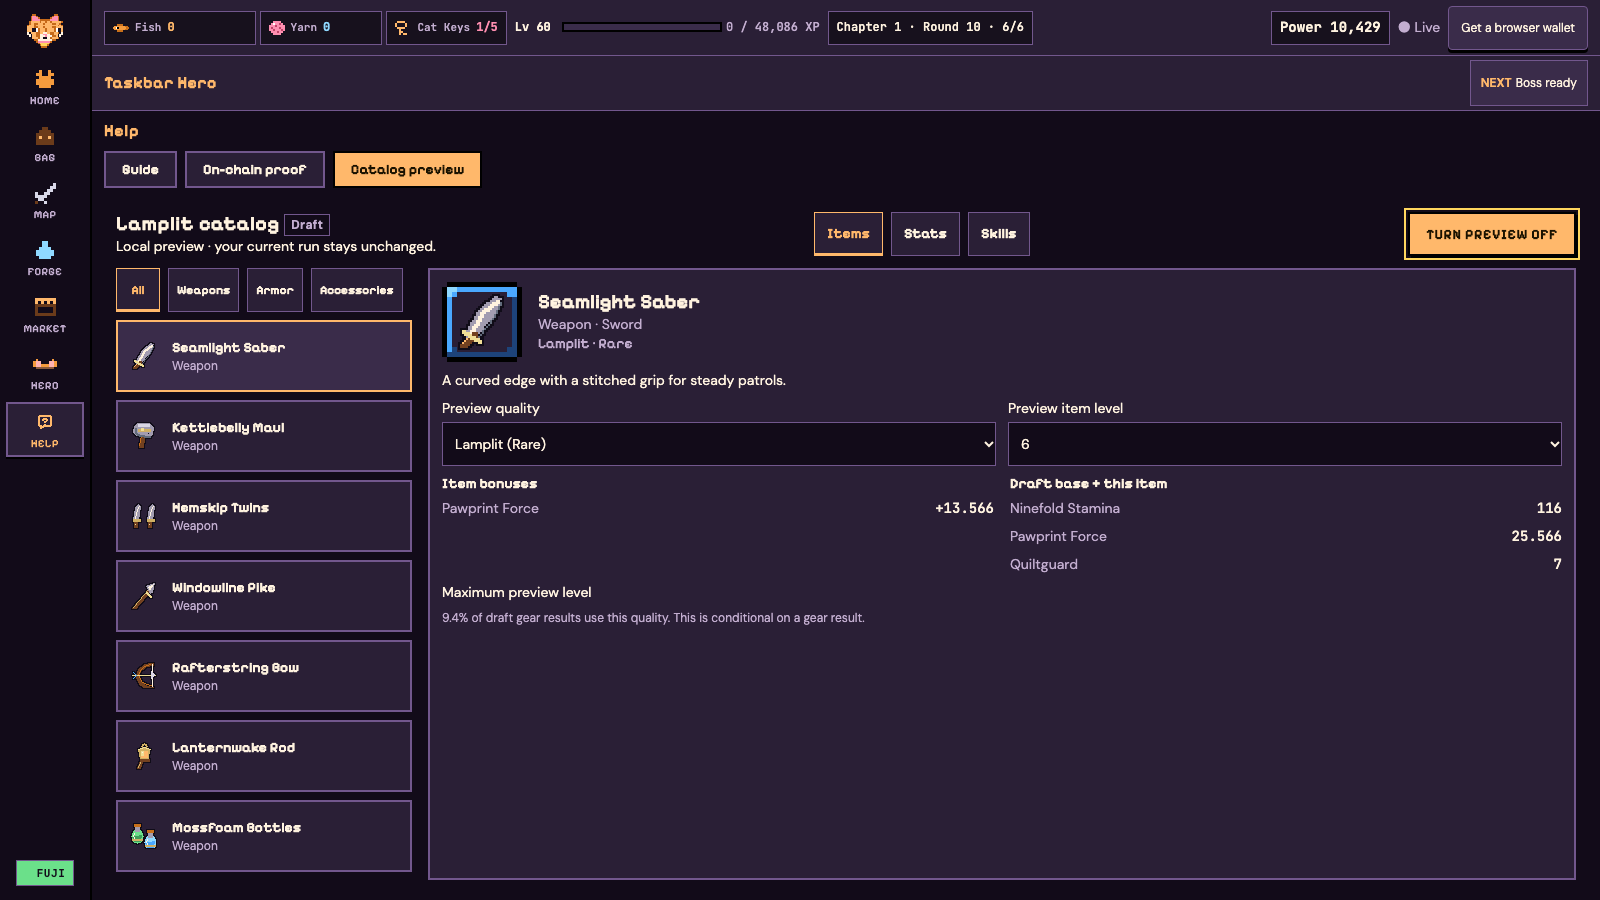 Fish 0
Yarn 0
Cat Keys 1/5
Lv 60
0 / 48,086 XP
Chapter 1 · Round 10 · 6/6
Power 10,429
Live
Get a browser wallet
HOME
BAG
MAP
FORGE
MARKET
HERO
HELP
FUJI
Taskbar Hero
NEXT Boss ready
Help
Guide
On-chain proof
Catalog preview
Lamplit catalog
Draft
Local preview · your current run stays unchanged.
Items
Stats
Skills
TURN PREVIEW OFF
All
Weapons
Armor
Accessories
Seamlight Saber
Weapon
Kettlebelly Maul
Weapon
Hemskip Twins
Weapon
Windowline Pike
Weapon
Rafterstring Bow
Weapon
Lanternwake Rod
Weapon
Mossfoam Bottles
Weapon
Seamlight Saber
Weapon · Sword
Lamplit · Rare
A curved edge with a stitched grip for steady patrols.
Preview quality
Lamplit (Rare)
Preview item level
6
Item bonuses
Pawprint Force +13.566
Draft base + this item
Ninefold Stamina 116
Pawprint Force 25.566
Quiltguard 7
Maximum preview level
9.4% of draft gear results use this quality. This is conditional on a gear result.